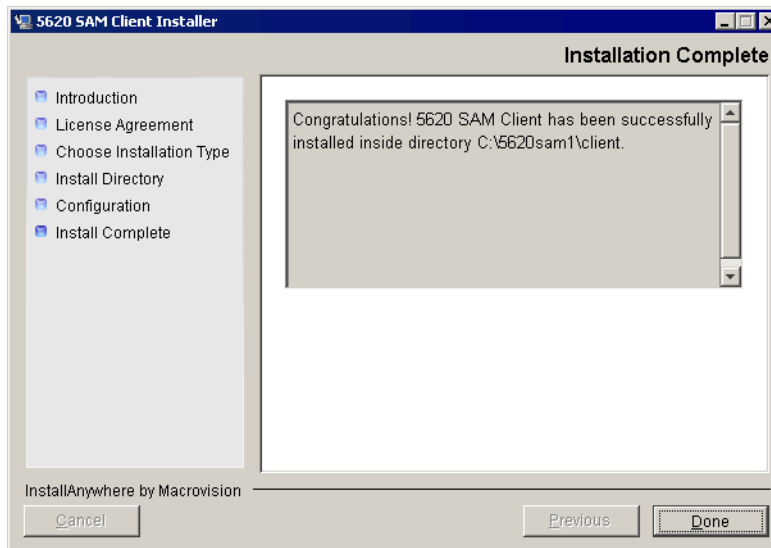 5620 SAM Client Installer
Installation Complete
Introduction
License Agreement
Choose Installation Type
Install Directory
Configuration
Install Complete
Congratulations! 5620 SAM Client has been successfully
installed inside directory C:\5620sam1\client.
InstallAnywhere by Macrovision
Cancel
Previous
Done